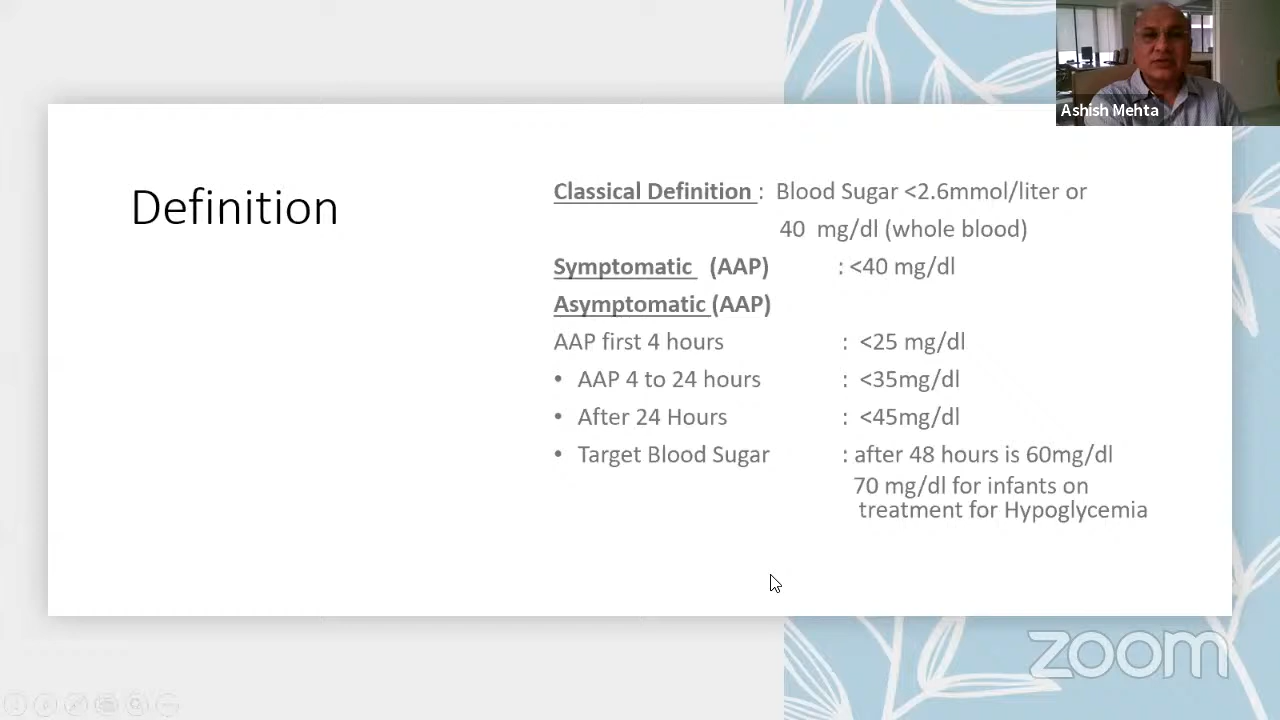 Ashish Mehta
Definition
Classical Definition : Blood Sugar <2.6mmol/liter or
40 mg/dl (whole blood)
Symptomatic (AAP) : <40 mg/dl
Asymptomatic (AAP)
AAP first 4 hours : <25 mg/dl
• AAP 4 to 24 hours : <35mg/dl
• After 24 Hours : <45mg/dl
• Target Blood Sugar : after 48 hours is 60mg/dl
70 mg/dl for infants on
treatment for Hypoglycemia
zoom